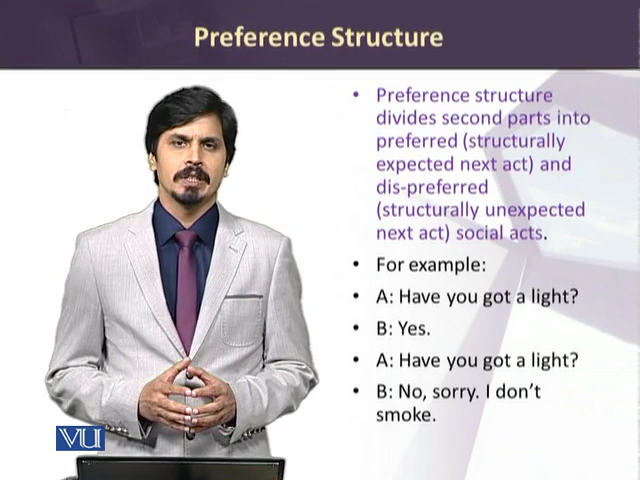 Preference Structure
• Preference structure
divides second parts into
preferred (structurally
expected next act) and
dis-preferred
(structurally unexpected
next act) social acts.
• For example:
• A: Have you got a light?
• B: Yes.
• A: Have you got a light?
• B: No, sorry. I don't
smoke.
VU